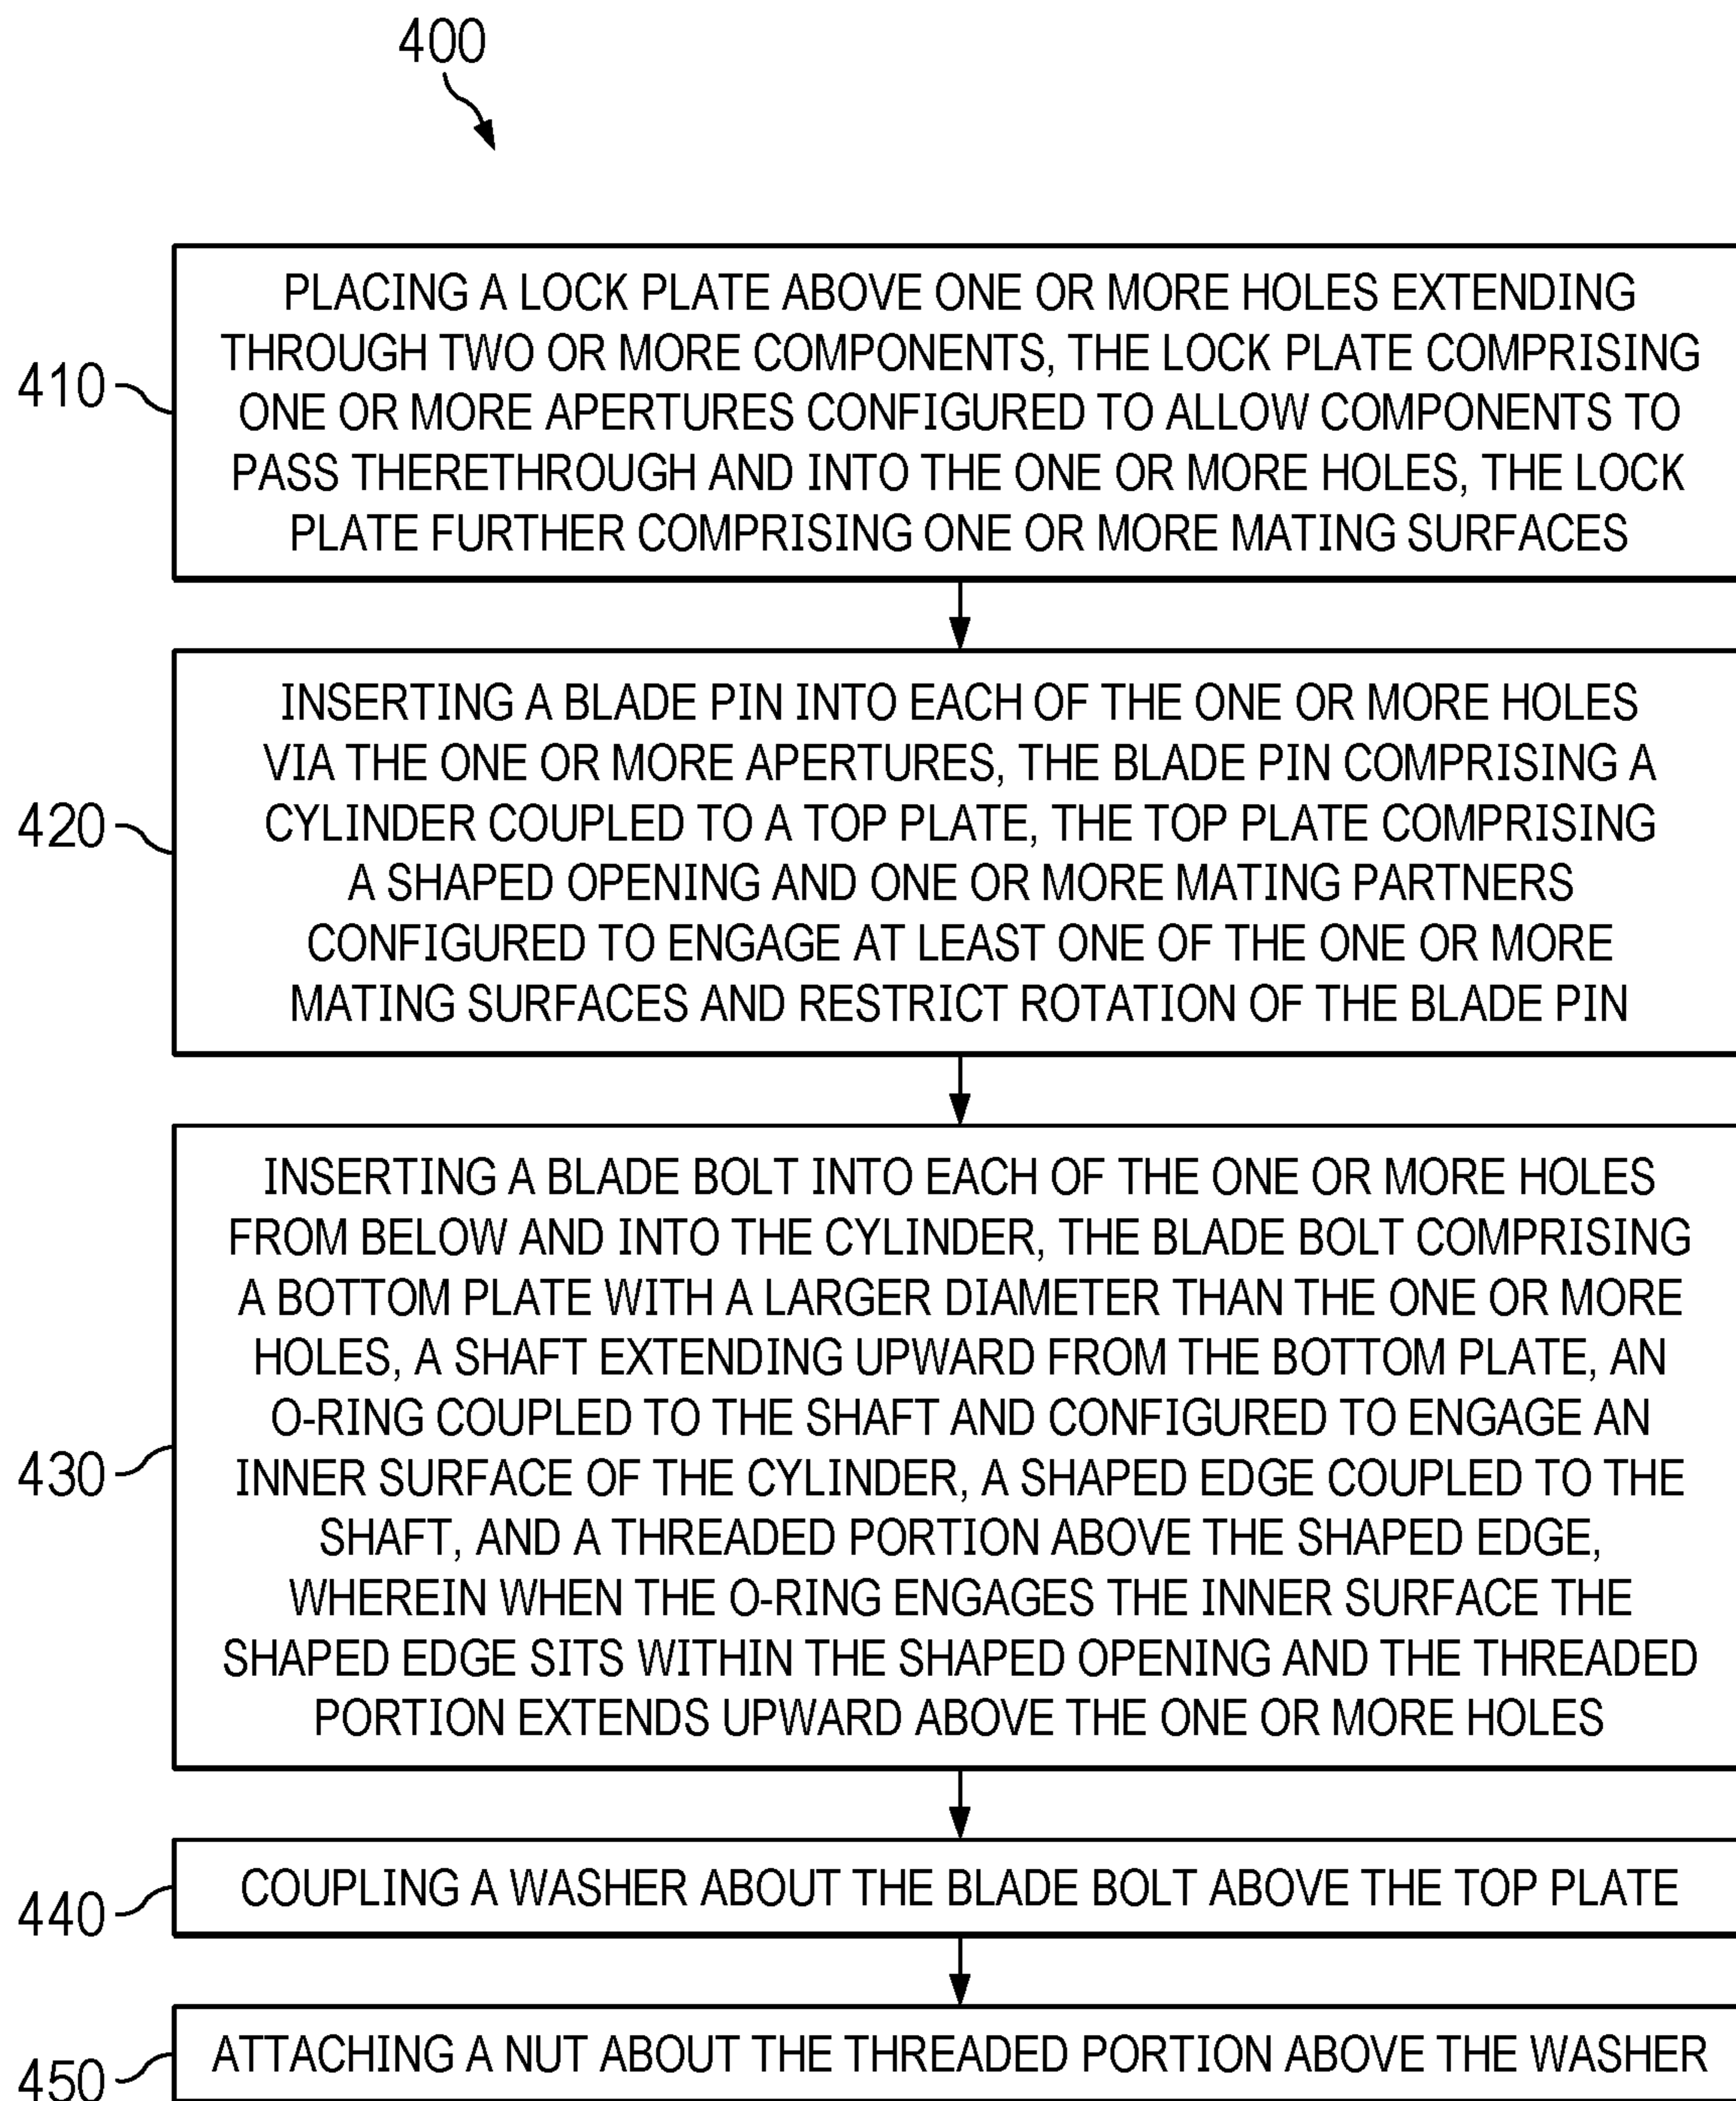 400
410
PLACING A LOCK PLATE ABOVE ONE OR MORE HOLES EXTENDING
THROUGH TWO OR MORE COMPONENTS, THE LOCK PLATE COMPRISING
ONE OR MORE APERTURES CONFIGURED TO ALLOW COMPONENTS TO
PASS THERETHROUGH AND INTO THE ONE OR MORE HOLES, THE LOCK
PLATE FURTHER COMPRISING ONE OR MORE MATING SURFACES
420
INSERTING A BLADE PIN INTO EACH OF THE ONE OR MORE HOLES
VIA THE ONE OR MORE APERTURES, THE BLADE PIN COMPRISING A
CYLINDER COUPLED TO A TOP PLATE, THE TOP PLATE COMPRISING
A SHAPED OPENING AND ONE OR MORE MATING PARTNERS
CONFIGURED TO ENGAGE AT LEAST ONE OF THE ONE OR MORE
MATING SURFACES AND RESTRICT ROTATION OF THE BLADE PIN
430
INSERTING A BLADE BOLT INTO EACH OF THE ONE OR MORE HOLES
FROM BELOW AND INTO THE CYLINDER, THE BLADE BOLT COMPRISING
A BOTTOM PLATE WITH A LARGER DIAMETER THAN THE ONE OR MORE
HOLES, A SHAFT EXTENDING UPWARD FROM THE BOTTOM PLATE, AN
O-RING COUPLED TO THE SHAFT AND CONFIGURED TO ENGAGE AN
INNER SURFACE OF THE CYLINDER, A SHAPED EDGE COUPLED TO THE
SHAFT, AND A THREADED PORTION ABOVE THE SHAPED EDGE,
WHEREIN WHEN THE O-RING ENGAGES THE INNER SURFACE THE
SHAPED EDGE SITS WITHIN THE SHAPED OPENING AND THE THREADED
PORTION EXTENDS UPWARD ABOVE THE ONE OR MORE HOLES
440
COUPLING A WASHER ABOUT THE BLADE BOLT ABOVE THE TOP PLATE
450
ATTACHING A NUT ABOUT THE THREADED PORTION ABOVE THE WASHER